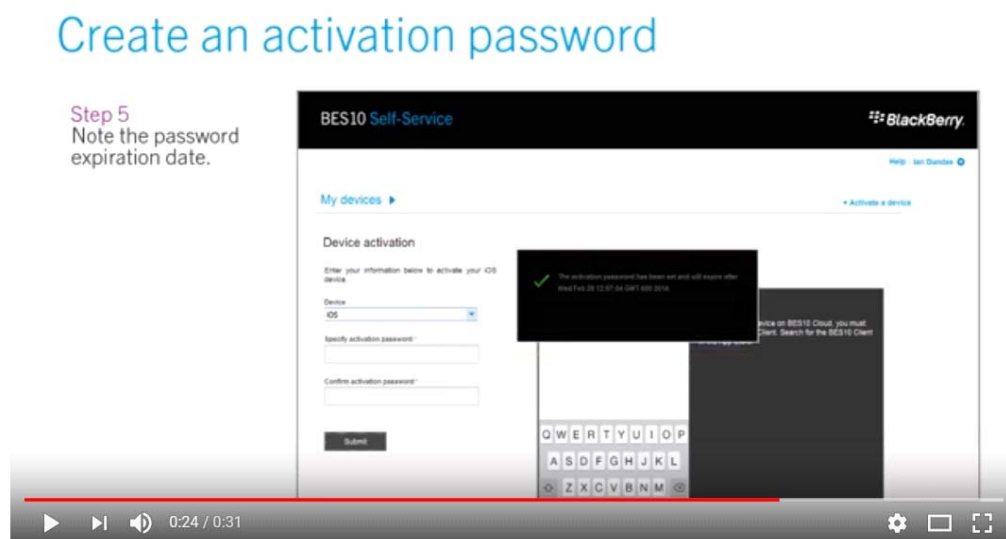 Create an activation password
Step 5
Note the password
expiration date.
BES10 Self-Service
BlackBerry.
Help Ian Dundas
My devices
+ Activate a device
Device activation
Enter your information below to activate your iOS
device
Device
iOS
Specify activation password *
Confirm activation password *
Submit
The activation password has been set and will expire after
Wed Feb 26 12:57:04 GMT-600 2014
device on BES10 Cloud, you must
Client. Search for the BES10 Client
Q W E R T Y U I O P
A S D F G H J K L
Z X C V B N M
0:24 / 0:31